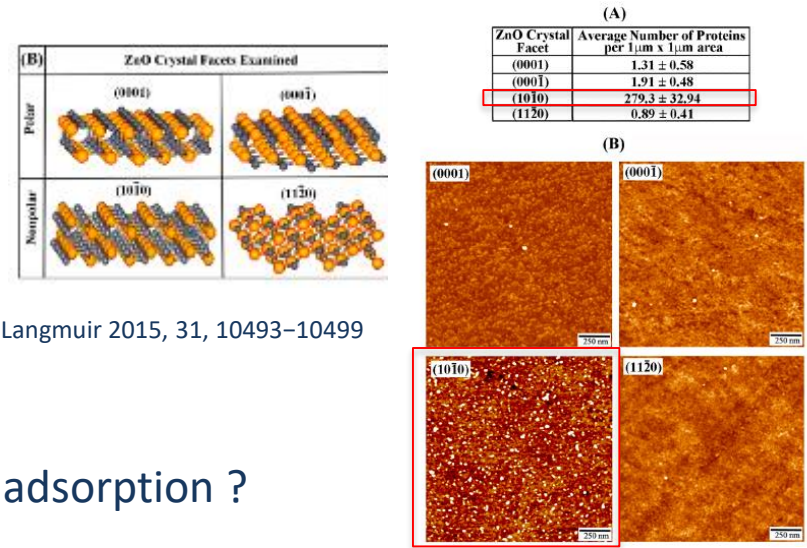 (B) ZnO Crystal Facets Examined
Polar
(0001) (0001̄)
Nonpolar
(101̄0) (112̄0)
Langmuir 2015, 31, 10493−10499
adsorption ?
(A)
ZnO Crystal Facet Average Number of Proteins per 1μm x 1μm area
(0001) 1.31 ± 0.58
(0001̄) 1.91 ± 0.48
(101̄0) 279.3 ± 32.94
(112̄0) 0.89 ± 0.41
(B)
(0001) (0001̄)
250 nm 250 nm
(101̄0) (112̄0)
250 nm 250 nm